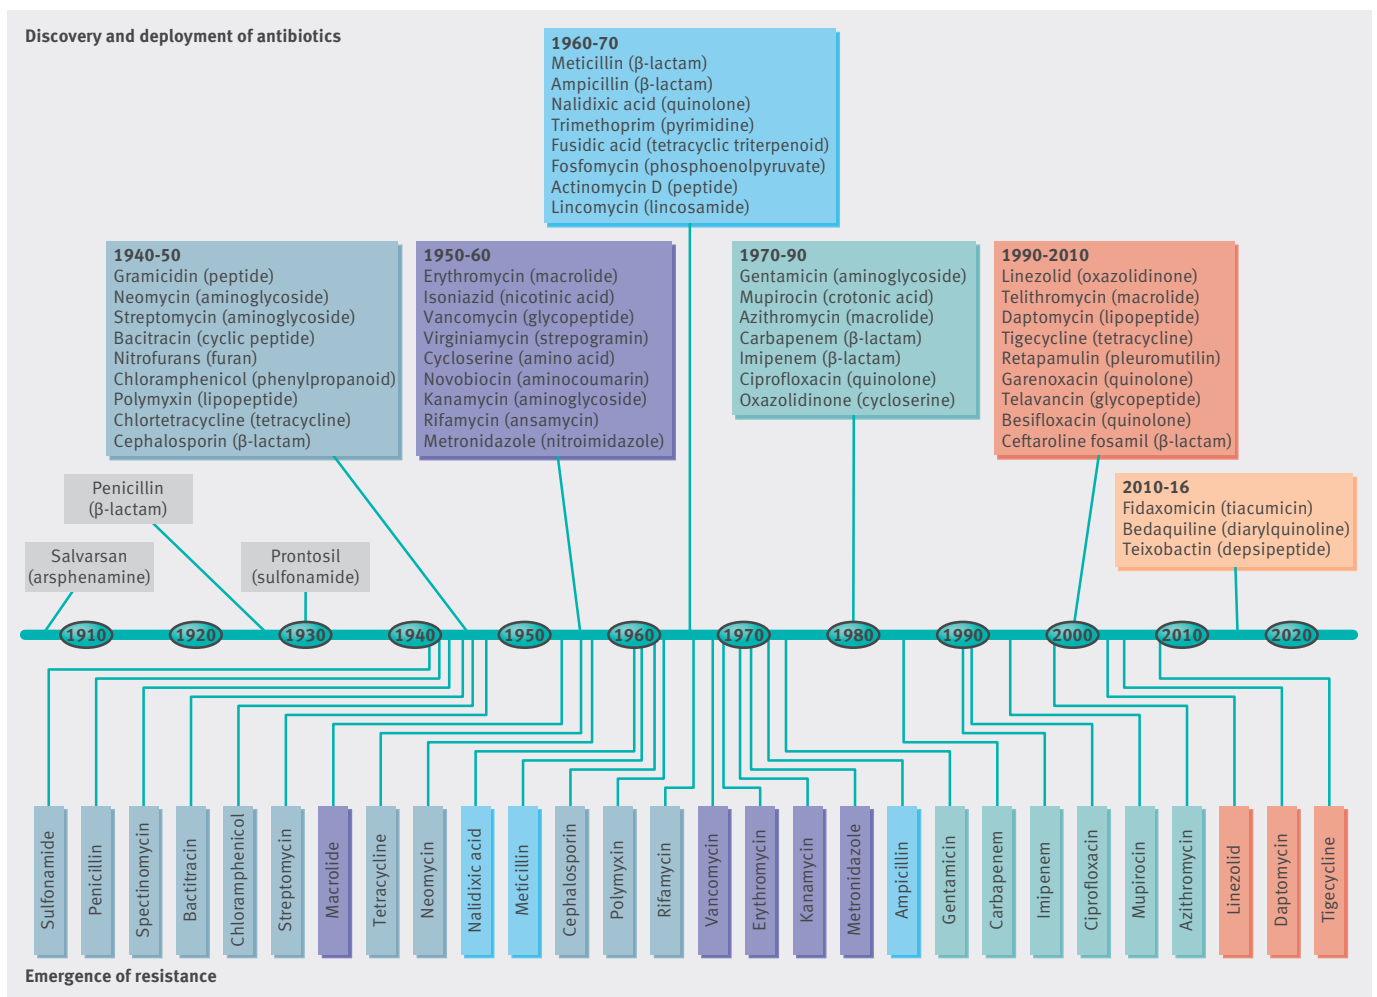 Discovery and deployment of antibiotics
1960-70
Meticillin (β-lactam)
Ampicillin (β-lactam)
Nalidixic acid (quinolone)
Trimethoprim (pyrimidine)
Fusidic acid (tetracyclic triterpenoid)
Fosfomycin (phosphoenolpyruvate)
Actinomycin D (peptide)
Lincomycin (lincosamide)
1940-50
Gramicidin (peptide)
Neomycin (aminoglycoside)
Streptomycin (aminoglycoside)
Bacitracin (cyclic peptide)
Nitrofurans (furan)
Chloramphenicol (phenylpropanoid)
Polymyxin (lipopeptide)
Chlortetracycline (tetracycline)
Cephalosporin (β-lactam)
1950-60
Erythromycin (macrolide)
Isoniazid (nicotinic acid)
Vancomycin (glycopeptide)
Virginiamycin (strepogramin)
Cycloserine (amino acid)
Novobiocin (aminocoumarin)
Kanamycin (aminoglycoside)
Rifamycin (ansamycin)
Metronidazole (nitroimidazole)
1970-90
Gentamicin (aminoglycoside)
Mupirocin (crotonic acid)
Azithromycin (macrolide)
Carbapenem (β-lactam)
Imipenem (β-lactam)
Ciprofloxacin (quinolone)
Oxazolidinone (cycloserine)
1990-2010
Linezolid (oxazolidinone)
Telithromycin (macrolide)
Daptomycin (lipopeptide)
Tigecycline (tetracycline)
Retapamulin (pleuromutilin)
Garenoxacin (quinolone)
Telavancin (glycopeptide)
Besifloxacin (quinolone)
Ceftaroline fosamil (β-lactam)
2010-16
Fidaxomicin (tiacumicin)
Bedaquiline (diarylquinoline)
Teixobactin (depsipeptide)
Penicillin
(β-lactam)
Salvarsan
(arsphenamine)
Prontosil
(sulfonamide)
1910
1920
1930
1940
1950
1960
1970
1980
1990
2000
2010
2020
Sulfonamide
Penicillin
Spectinomycin
Bactitracin
Chloramphenicol
Streptomycin
Macrolide
Tetracycline
Neomycin
Nalidixic acid
Meticillin
Cephalosporin
Polymyxin
Rifamycin
Vancomycin
Erythromycin
Kanamycin
Metronidazole
Ampicillin
Gentamicin
Carbapenem
Imipenem
Ciprofloxacin
Mupirocin
Azithromycin
Linezolid
Daptomycin
Tigecycline
Emergence of resistance